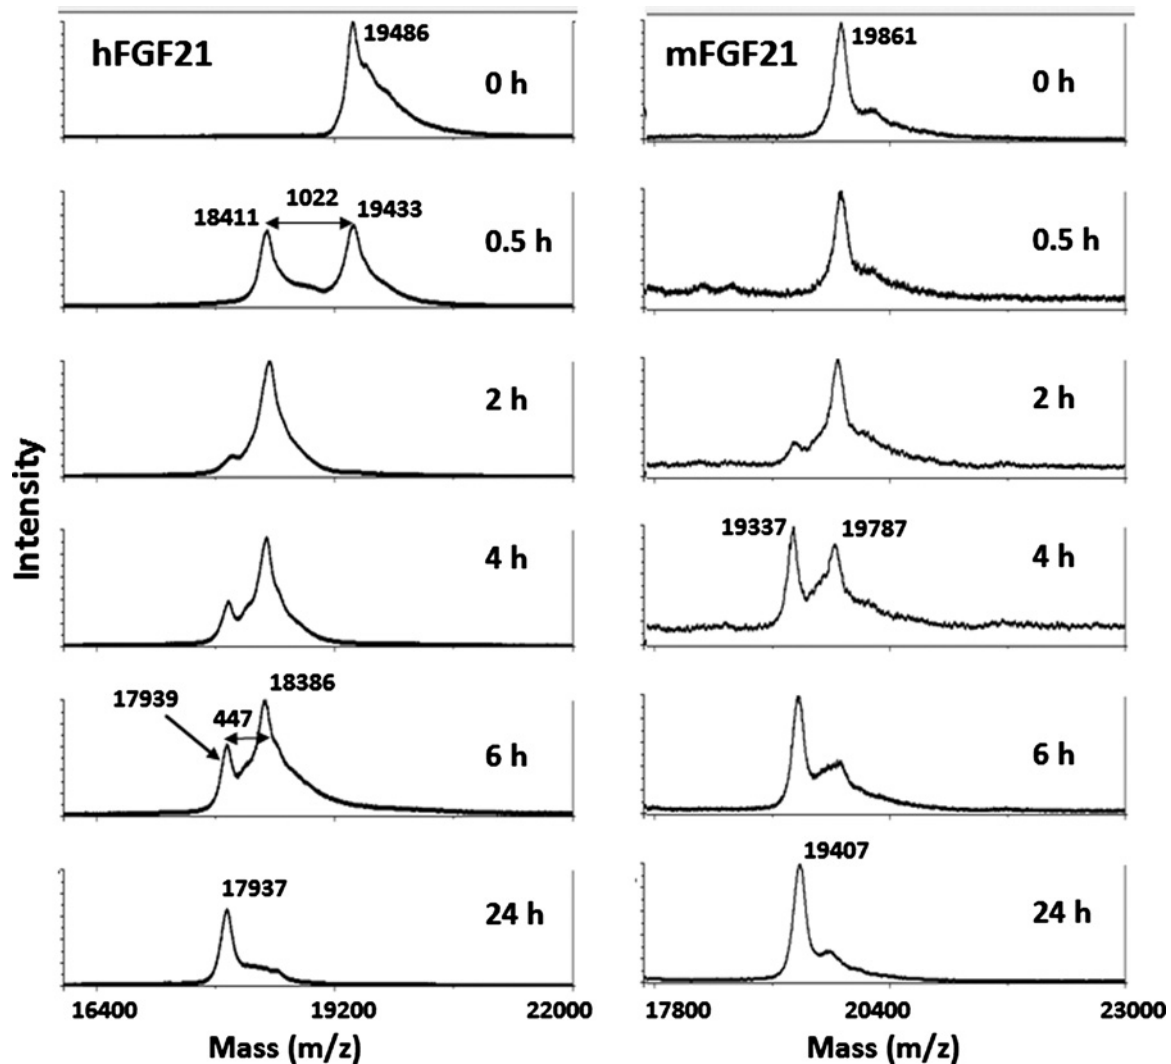 hFGF21
19486
0 h
18411
1022
19433
0.5 h
2 h
4 h
17939
447
18386
6 h
17937
24 h
16400 19200 22000
Mass (m/z)
Intensity
mFGF21
19861
0 h
0.5 h
2 h
19337
19787
4 h
6 h
19407
24 h
17800 20400 23000
Mass (m/z)